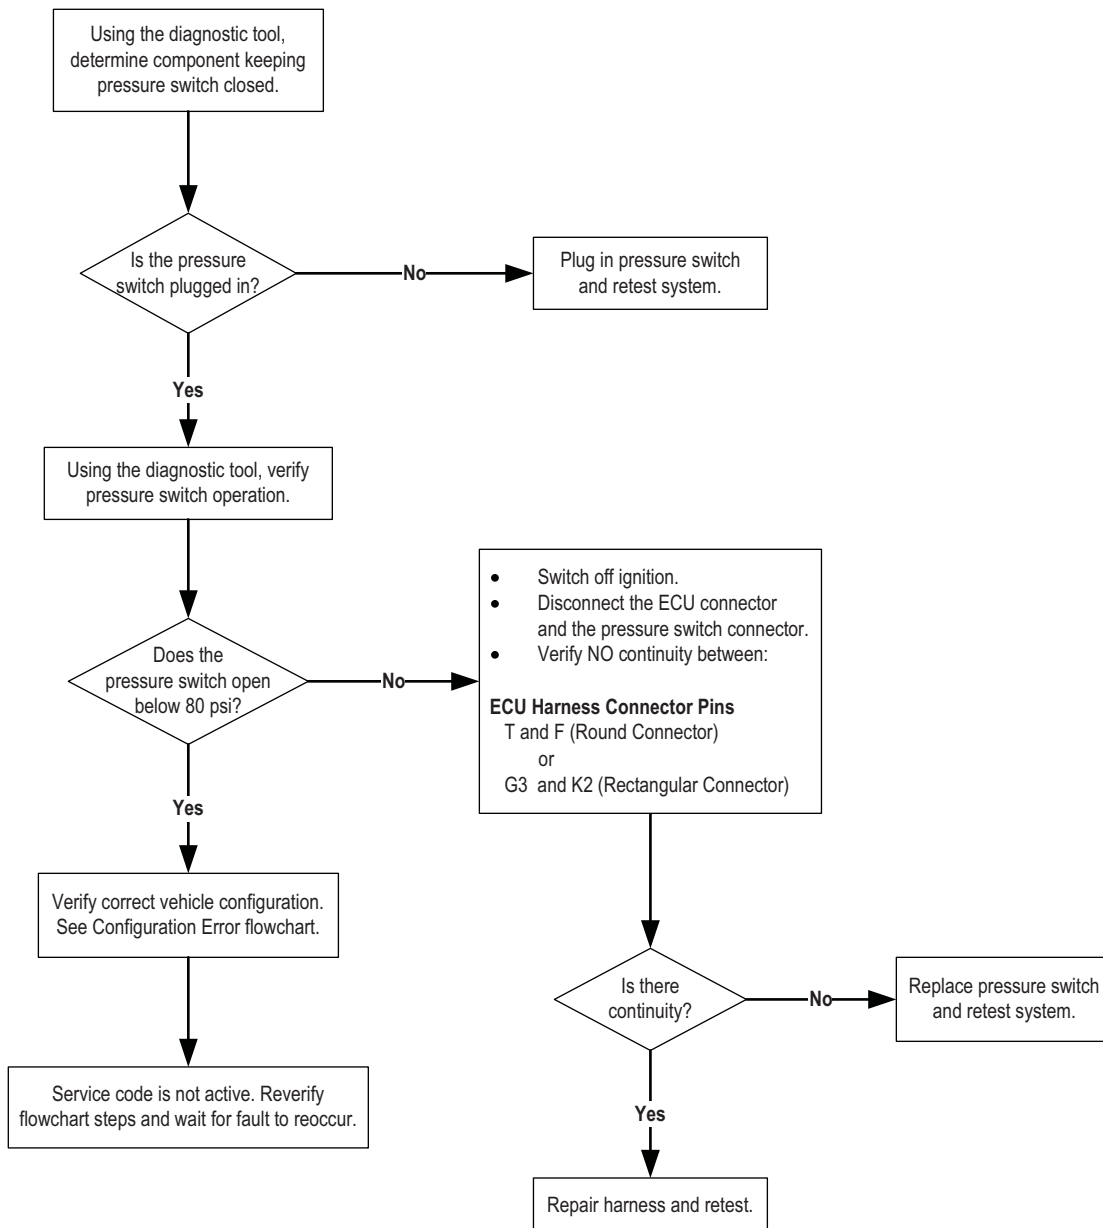 Using the diagnostic tool,
determine component keeping
pressure switch closed.
Is the pressure
switch plugged in?
No
Plug in pressure switch
and retest system.
Yes
Using the diagnostic tool, verify
pressure switch operation.
Does the
pressure switch open
below 80 psi?
No
• Switch off ignition.
• Disconnect the ECU connector
and the pressure switch connector.
• Verify NO continuity between:
ECU Harness Connector Pins
T and F (Round Connector)
or
G3 and K2 (Rectangular Connector)
Yes
Verify correct vehicle configuration.
See Configuration Error flowchart.
Service code is not active. Reverify
flowchart steps and wait for fault to reoccur.
Is there
continuity?
No
Replace pressure switch
and retest system.
Yes
Repair harness and retest.